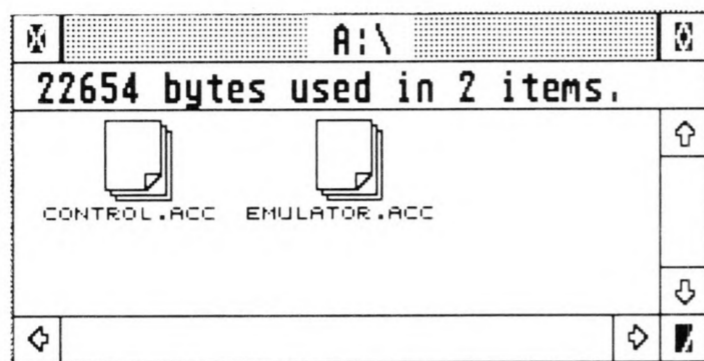 A:\
22654 bytes used in 2 items.
CONTROL.ACC EMULATOR.ACC